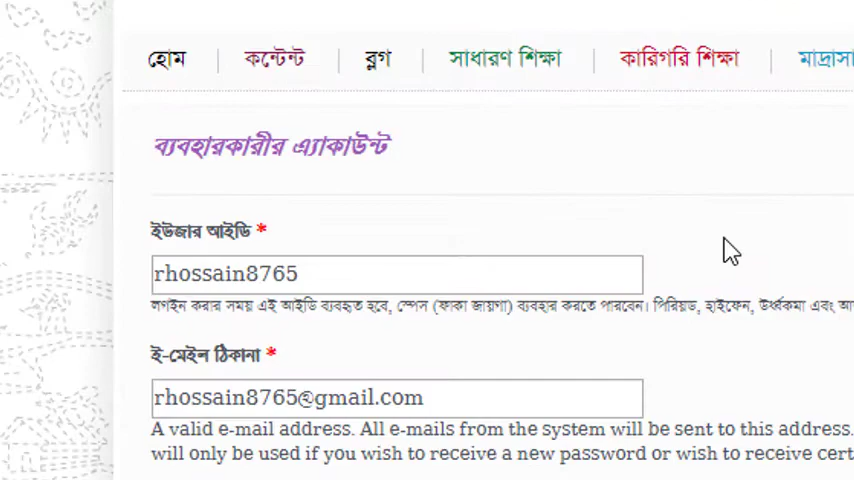 হোম | কন্টেন্ট | ব্লগ | সাধারণ শিক্ষা | কারিগরি শিক্ষা | মাদ্রাসা
ব্যবহারকারীর এ্যাকাউন্ট
ইউজার আইডি *
rhossain8765
লগইন করার সময় এই আইডি ব্যবহৃত হবে, স্পেস (ফাকা জায়গা) ব্যবহার করতে পারবেন। পিরিয়ড, হাইফেন, উর্ধ্বকমা এবং
ই-মেইল ঠিকানা *
rhossain8765@gmail.com
A valid e-mail address. All e-mails from the system will be sent to this address.
will only be used if you wish to receive a new password or wish to receive cert